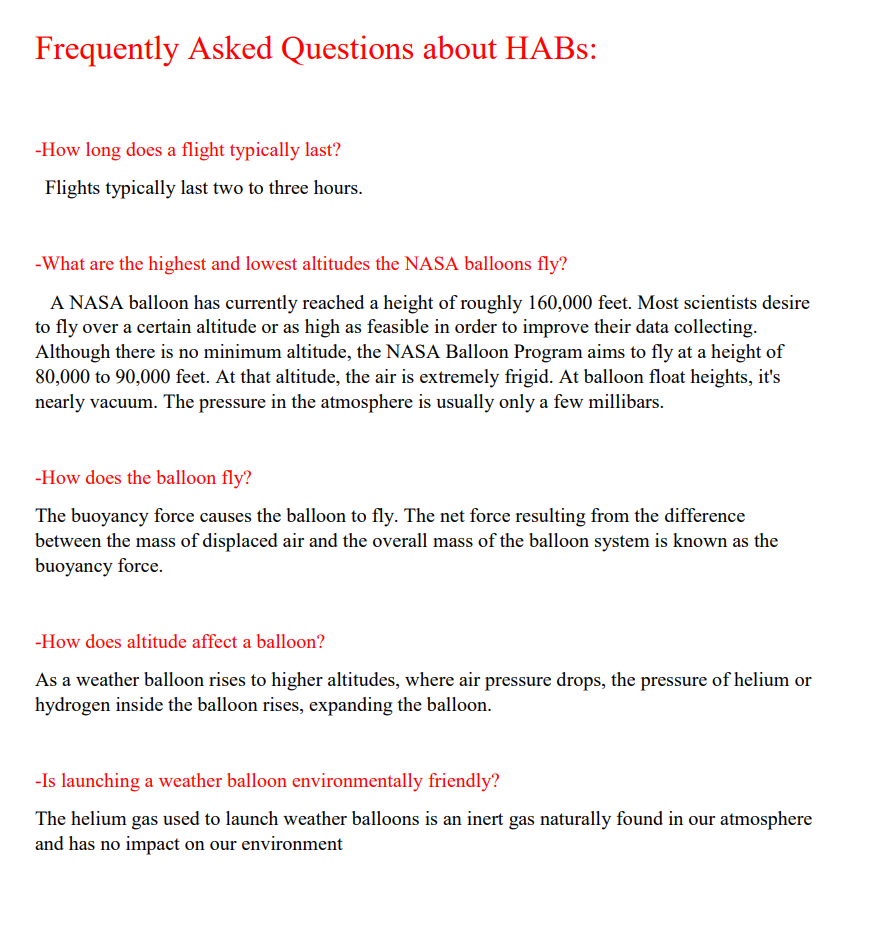 Frequently Asked Questions about HABs:
-How long does a flight typically last?
Flights typically last two to three hours.
-What are the highest and lowest altitudes the NASA balloons fly?
A NASA balloon has currently reached a height of roughly 160,000 feet. Most scientists desire
to fly over a certain altitude or as high as feasible in order to improve their data collecting.
Although there is no minimum altitude, the NASA Balloon Program aims to fly at a height of
80,000 to 90,000 feet. At that altitude, the air is extremely frigid. At balloon float heights, it's
nearly vacuum. The pressure in the atmosphere is usually only a few millibars.
-How does the balloon fly?
The buoyancy force causes the balloon to fly. The net force resulting from the difference
between the mass of displaced air and the overall mass of the balloon system is known as the
buoyancy force.
-How does altitude affect a balloon?
As a weather balloon rises to higher altitudes, where air pressure drops, the pressure of helium or
hydrogen inside the balloon rises, expanding the balloon.
-Is launching a weather balloon environmentally friendly?
The helium gas used to launch weather balloons is an inert gas naturally found in our atmosphere
and has no impact on our environment